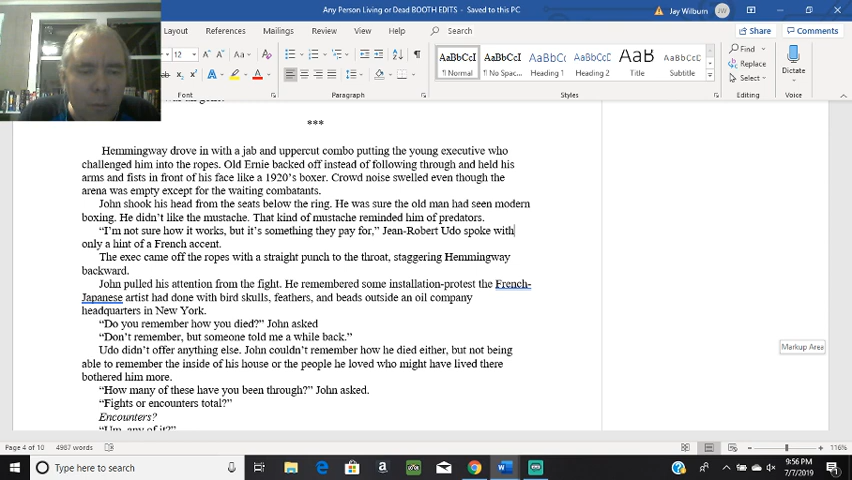 Any Person Living or Dead BOOTH EDITS - Saved to this PC
Jay Wilburn
JW
Layout
References
Mailings
Review
View
Help
Search
Share
Comments
12
Aa
Paragraph
AaBbCcI
AaBbCcI
AaBbCcI
AaBbCcI
AaB
AaBbCcI
¶ Normal
¶ No Spac...
Heading 1
Heading 2
Title
Subtitle
Styles
Find
Replace
Select
Editing
Dictate
Voice
***
Hemmingway drove in with a jab and uppercut combo putting the young executive who
challenged him into the ropes. Old Ernie backed off instead of following through and held his
arms and fists in front of his face like a 1920’s boxer. Crowd noise swelled even though the
arena was empty except for the waiting combatants.
John shook his head from the seats below the ring. He was sure the old man had seen modern
boxing. He didn’t like the mustache. That kind of mustache reminded him of predators.
“I’m not sure how it works, but it’s something they pay for,” Jean-Robert Udo spoke with
only a hint of a French accent.
The exec came off the ropes with a straight punch to the throat, staggering Hemmingway
backward.
John pulled his attention from the fight. He remembered some installation-protest the French-
Japanese artist had done with bird skulls, feathers, and beads outside an oil company
headquarters in New York.
“Do you remember how you died?” John asked
“Don’t remember, but someone told me a while back.”
Udo didn’t offer anything else. John couldn’t remember how he died either, but not being
able to remember the inside of his house or the people he loved who might have lived there
bothered him more.
“How many of these have you been through?” John asked.
“Fights or encounters total?”
Encounters?
“Um, any of it?”
Markup Area
Page 4 of 10
4987 words
116%
Type here to search
9:56 PM
7/7/2019